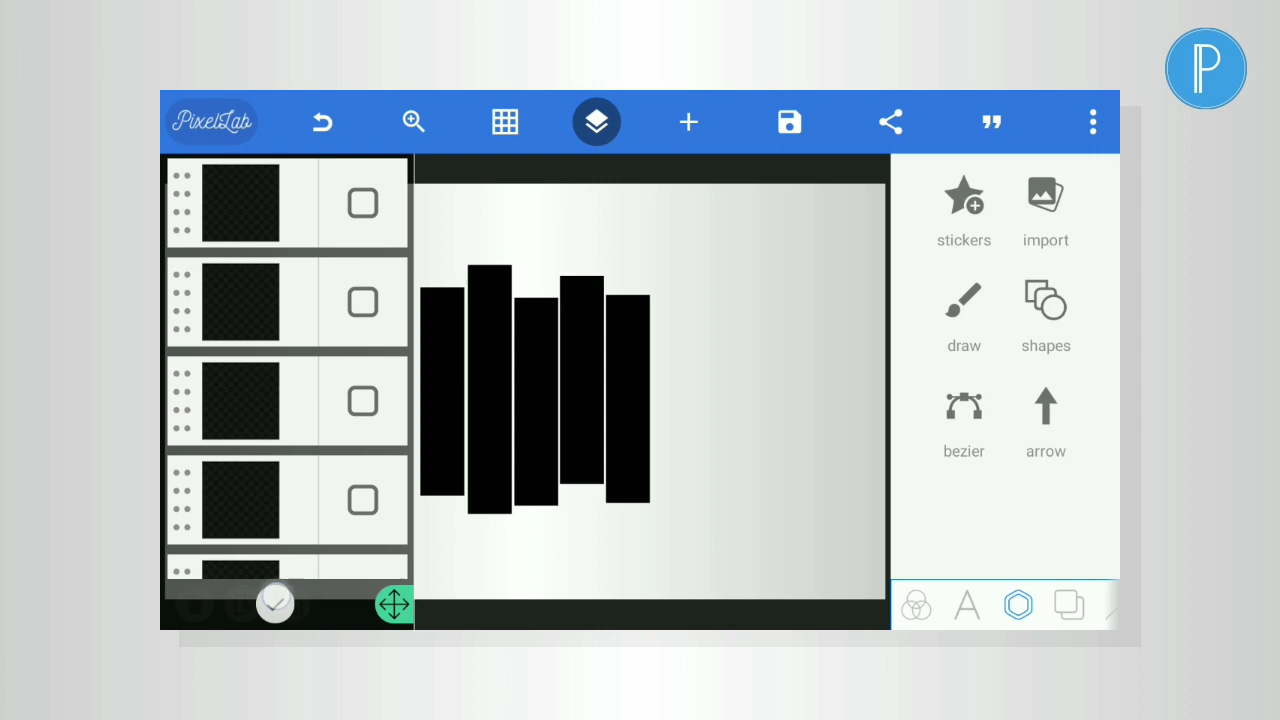 P
PixelLab
stickers import
draw shapes
bezier arrow